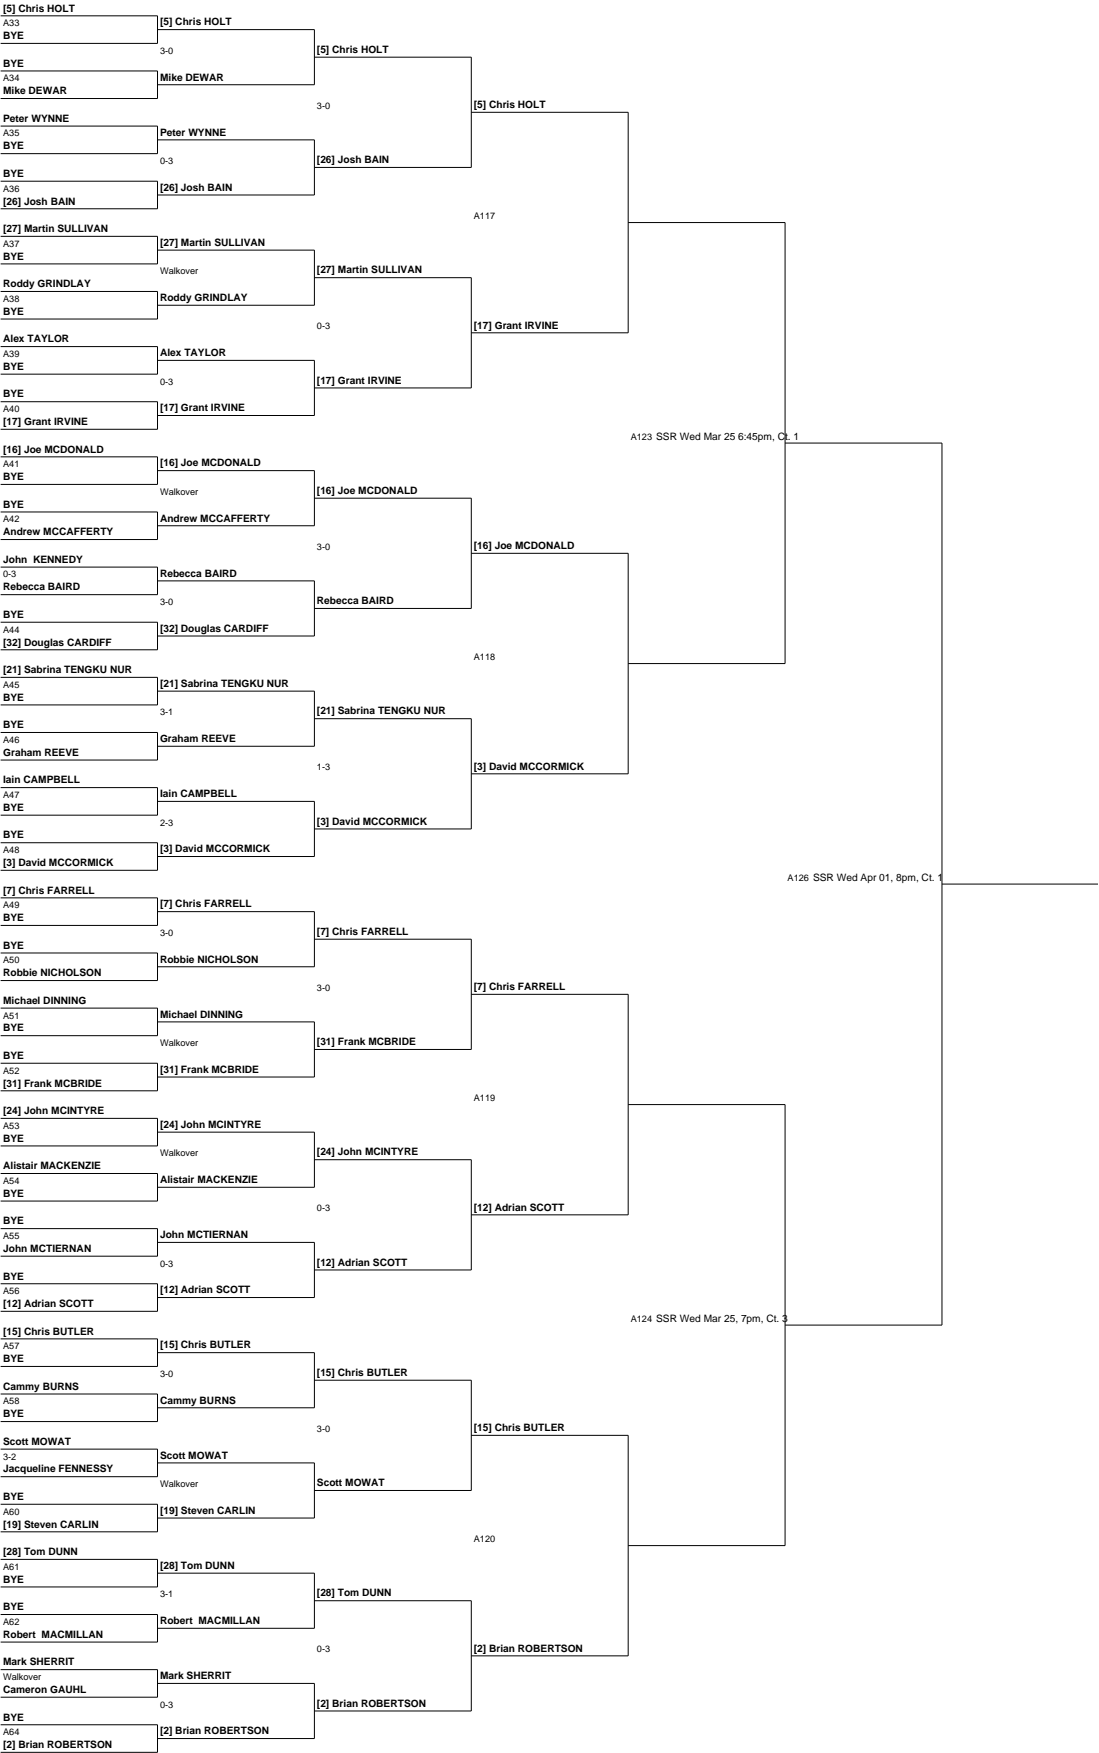 [5] Chris HOLT
A33
BYE
[5] Chris HOLT
3-0
[5] Chris HOLT
BYE
A34
Mike DEWAR
Mike DEWAR
3-0
[5] Chris HOLT
Peter WYNNE
A35
BYE
Peter WYNNE
0-3
[26] Josh BAIN
BYE
A36
[26] Josh BAIN
[26] Josh BAIN
A117
[27] Martin SULLIVAN
A37
BYE
[27] Martin SULLIVAN
Walkover
[27] Martin SULLIVAN
Roddy GRINDLAY
A38
BYE
Roddy GRINDLAY
0-3
[17] Grant IRVINE
Alex TAYLOR
A39
BYE
Alex TAYLOR
0-3
[17] Grant IRVINE
BYE
A40
[17] Grant IRVINE
[17] Grant IRVINE
A123 SSR Wed Mar 25 6:45pm, Ct. 1
[16] Joe MCDONALD
A41
BYE
[16] Joe MCDONALD
Walkover
[16] Joe MCDONALD
BYE
A42
Andrew MCCAFFERTY
Andrew MCCAFFERTY
3-0
[16] Joe MCDONALD
John  KENNEDY
0-3
Rebecca BAIRD
Rebecca BAIRD
3-0
Rebecca BAIRD
BYE
A44
[32] Douglas CARDIFF
[32] Douglas CARDIFF
A118
[21] Sabrina TENGKU NUR
A45
BYE
[21] Sabrina TENGKU NUR
3-1
[21] Sabrina TENGKU NUR
BYE
A46
Graham REEVE
Graham REEVE
1-3
[3] David MCCORMICK
Iain CAMPBELL
A47
BYE
Iain CAMPBELL
2-3
[3] David MCCORMICK
BYE
A48
[3] David MCCORMICK
[3] David MCCORMICK
A126 SSR Wed Apr 01, 8pm, Ct. 1
[7] Chris FARRELL
A49
BYE
[7] Chris FARRELL
3-0
[7] Chris FARRELL
BYE
A50
Robbie NICHOLSON
Robbie NICHOLSON
3-0
[7] Chris FARRELL
Michael DINNING
A51
BYE
Michael DINNING
Walkover
[31] Frank MCBRIDE
BYE
A52
[31] Frank MCBRIDE
[31] Frank MCBRIDE
A119
[24] John MCINTYRE
A53
BYE
[24] John MCINTYRE
Walkover
[24] John MCINTYRE
Alistair MACKENZIE
A54
BYE
Alistair MACKENZIE
0-3
[12] Adrian SCOTT
BYE
A55
John MCTIERNAN
John MCTIERNAN
0-3
[12] Adrian SCOTT
BYE
A56
[12] Adrian SCOTT
[12] Adrian SCOTT
A124 SSR Wed Mar 25, 7pm, Ct. 3
[15] Chris BUTLER
A57
BYE
[15] Chris BUTLER
3-0
[15] Chris BUTLER
Cammy BURNS
A58
BYE
Cammy BURNS
3-0
[15] Chris BUTLER
Scott MOWAT
3-2
Jacqueline FENNESSY
Scott MOWAT
Walkover
Scott MOWAT
BYE
A60
[19] Steven CARLIN
[19] Steven CARLIN
A120
[28] Tom DUNN
A61
BYE
[28] Tom DUNN
3-1
[28] Tom DUNN
BYE
A62
Robert  MACMILLAN
Robert  MACMILLAN
0-3
[2] Brian ROBERTSON
Mark SHERRIT
Walkover
Cameron GAUHL
Mark SHERRIT
0-3
[2] Brian ROBERTSON
BYE
A64
[2] Brian ROBERTSON
[2] Brian ROBERTSON